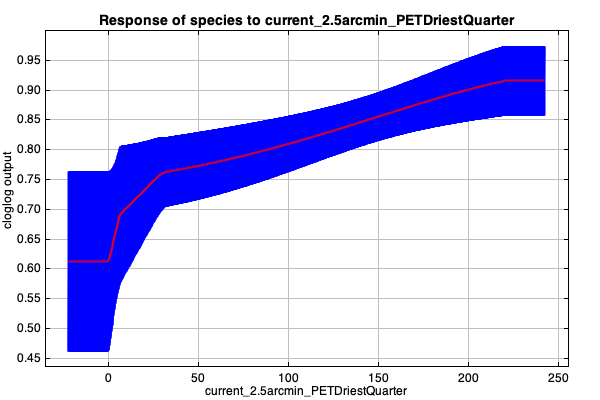 Response of species to current_2.5arcmin_PETDriestQuarter
cloglog output
0.95
0.90
0.85
0.80
0.75
0.70
0.65
0.60
0.55
0.50
0.45
0 50 100 150 200 250
current_2.5arcmin_PETDriestQuarter